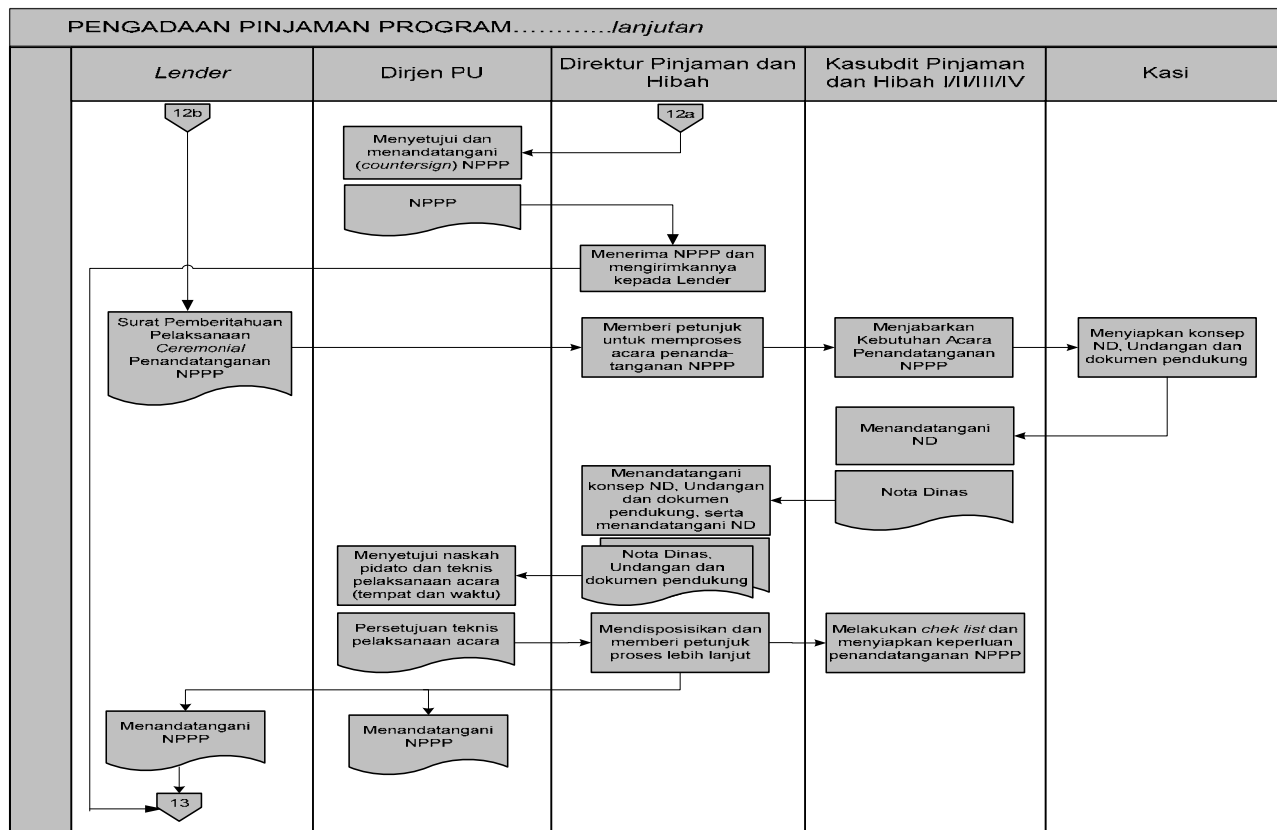 PENGADAAN PINJAMAN PROGRAM............lanjutan
Lender
Dirjen PU
Direktur Pinjaman dan
Hibah
Kasubdit Pinjaman
dan Hibah I/II/III/IV
Kasi
12b
12a
Menyetujui dan
menandatangani
(countersign) NPPP
NPPP
Menerima NPPP dan
mengirimkannya
kepada Lender
Surat Pemberitahuan
Pelaksanaan
Ceremonial
Penandatanganan
NPPP
Memberi petunjuk
untuk memproses
acara penanda-
tanganan NPPP
Menjabarkan
Kebutuhan Acara
Penandatanganan
NPPP
Menyiapkan konsep
ND, Undangan dan
dokumen pendukung
Menandatangani
ND
Menandatangani
konsep ND, Undangan
dan dokumen
pendukung, serta
menandatangani ND
Nota Dinas
Menyetujui naskah
pidato dan teknis
pelaksanaan acara
(tempat dan waktu)
Nota Dinas,
Undangan dan
dokumen pendukung
Persetujuan teknis
pelaksanaan acara
Mendisposisikan dan
memberi petunjuk
proses lebih lanjut
Melakukan chek list dan
menyiapkan keperluan
penandatanganan NPPP
Menandatangani
NPPP
Menandatangani
NPPP
13